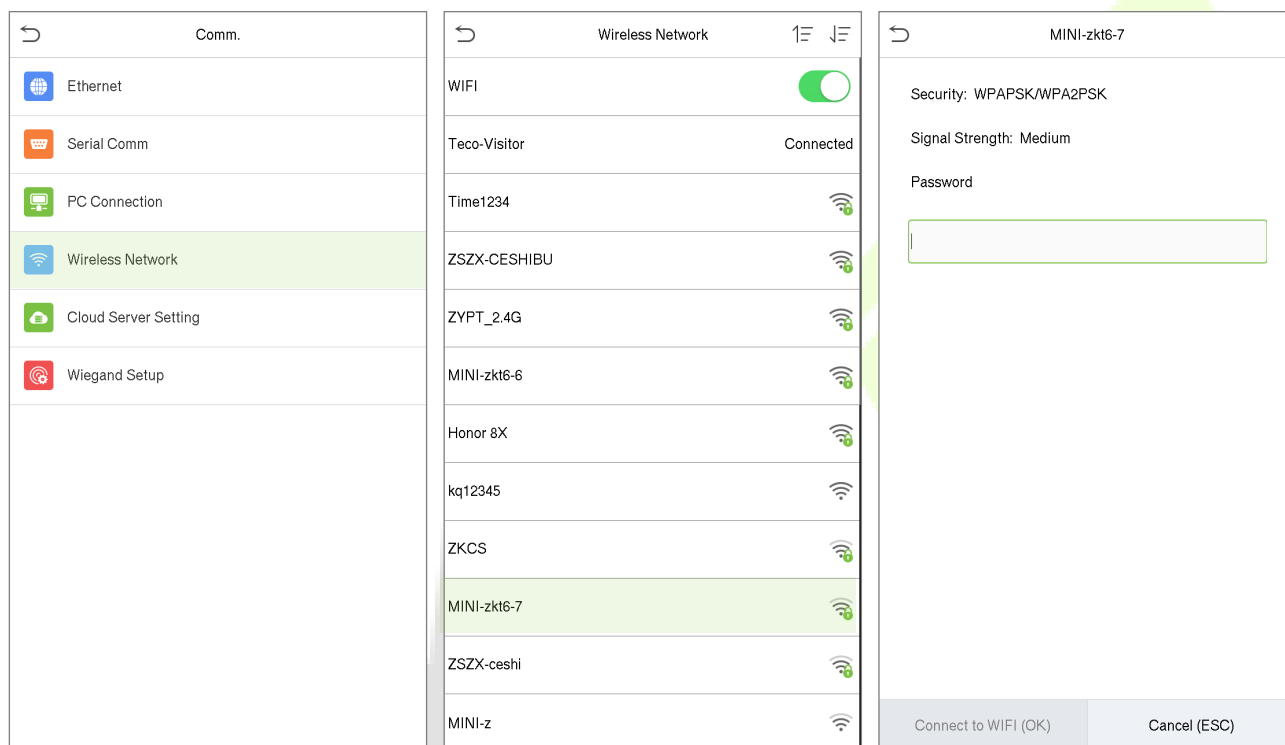 Comm.
Ethernet
Serial Comm
PC Connection
Wireless Network
Cloud Server Setting
Wiegand Setup
Wireless Network
WIFI
Teco-Visitor Connected
Time1234
ZSZX-CESHIBU
ZYPT_2.4G
MINI-zkt6-6
Honor 8X
kq12345
ZKCS
MINI-zkt6-7
ZSZX-ceshi
MINI-z
MINI-zkt6-7
Security: WPAPSK/WPA2PSK
Signal Strength: Medium
Password
Connect to WIFI (OK) Cancel (ESC)